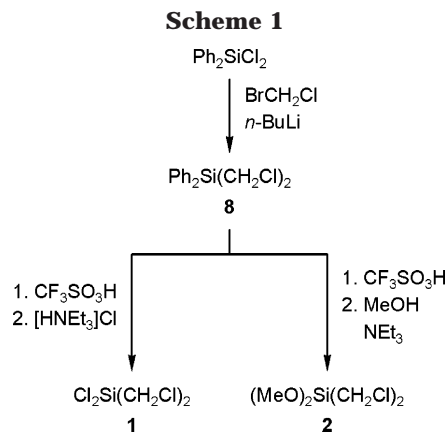 Scheme 1
Ph₂SiCl₂
BrCH₂Cl
n-BuLi
Ph₂Si(CH₂Cl)₂
8
1. CF₃SO₃H
2. [HNEt₃]Cl
1. CF₃SO₃H
2. MeOH
NEt₃
Cl₂Si(CH₂Cl)₂
1
(MeO)₂Si(CH₂Cl)₂
2